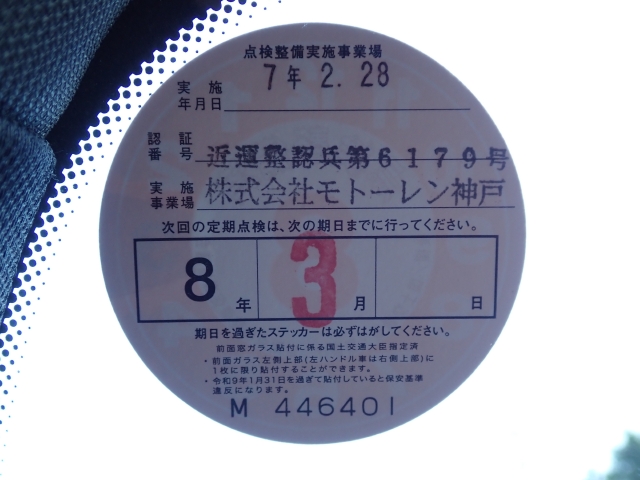 点検整備実施事業場
実施年月日 7年 2. 28
認証番号 近運整認兵第6179号
実施事業場 株式会社モトーレン神戸
次回の定期点検は、次の期日までに行ってください。
8年 3月 日
期日を過ぎたステッカーは必ずはがしてください。
前面窓ガラス貼付に係る国土交通大臣指定済
・前面ガラス左側上部(左ハンドル車は右側上部)に
1枚に限り貼付することができます。
・令和9年1月31日を過ぎて貼付していると保安基準
違反になります。
M 446401